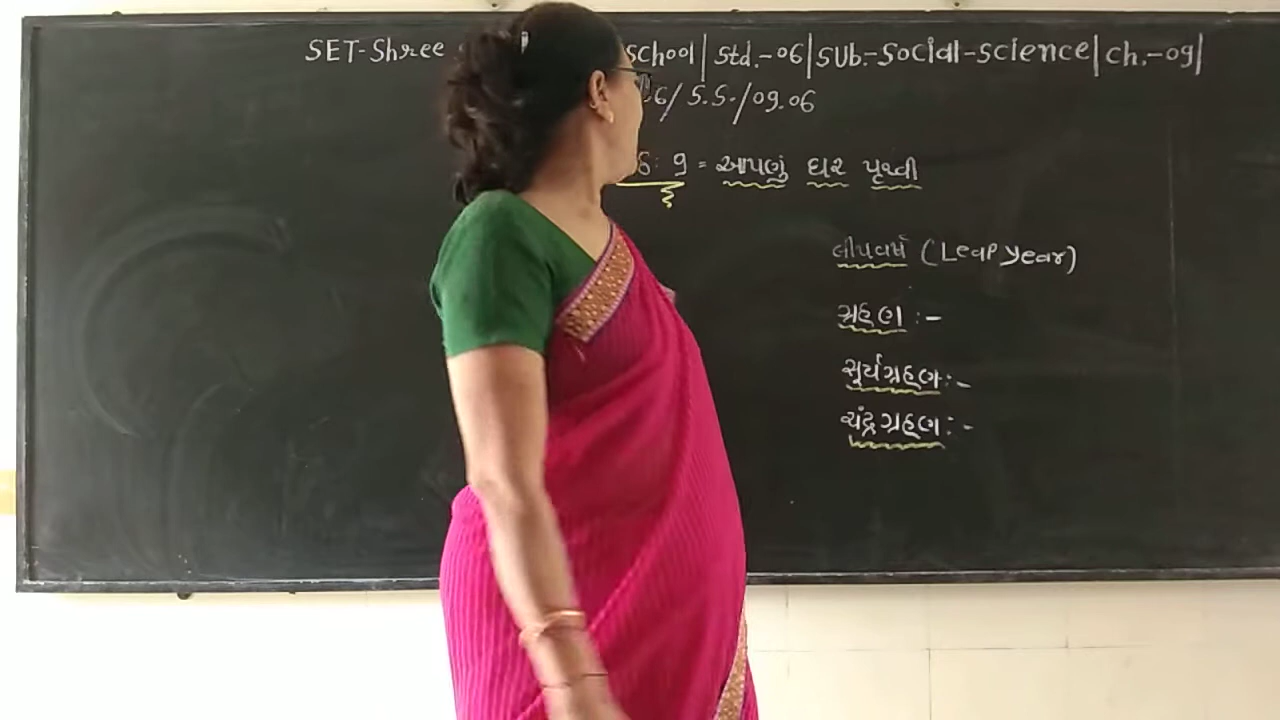 SET-Shree School | Std.-06 | Sub.-Social-Science | Ch.-09 |
6/ S.S./09.06
: 9 = આપણું ઘર પૃથ્વી
લીપવર્ષ (Leap year)
ગ્રહણ :-
સૂર્યગ્રહણ :-
ચંદ્રગ્રહણ :-